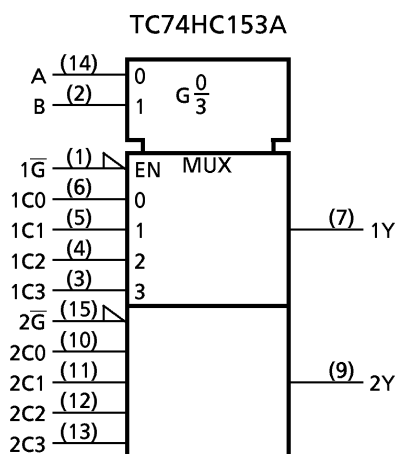 TC74HC153A
A (14) 0 G 0/3
B (2) 1
1G̅ (1) EN MUX
1C0 (6) 0
1C1 (5) 1 (7) 1Y
1C2 (4) 2
1C3 (3) 3
2G̅ (15)
2C0 (10)
2C1 (11) (9) 2Y
2C2 (12)
2C3 (13)